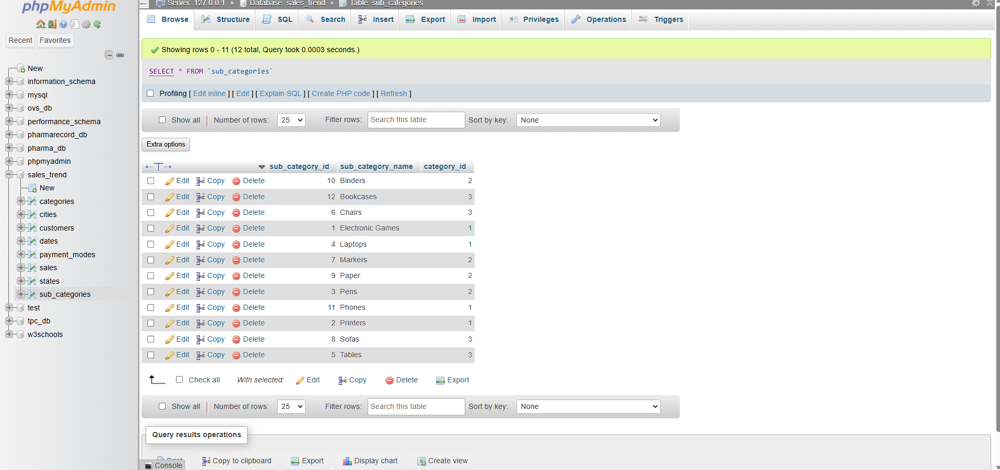 phpMyAdmin
Recent Favorites
New
information_schema
mysql
ovs_db
performance_schema
pharmarecord_db
pharma_db
phpmyadmin
sales_trend
New
categories
cities
customers
dates
payment_modes
sales
states
sub_categories
test
tpc_db
w3schools
Server: 127.0.0.1 » Database: sales_trend » Table: sub_categories
Browse Structure SQL Search Insert Export Import Privileges Operations Triggers
Showing rows 0 - 11 (12 total, Query took 0.0003 seconds.)
SELECT * FROM `sub_categories`
Profiling [ Edit inline ] [ Edit ] [ Explain SQL ] [ Create PHP code ] [ Refresh ]
Show all | Number of rows: 25 Filter rows: Search this table Sort by key: None
Extra options
←T→ sub_category_id sub_category_name category_id
Edit Copy Delete 10 Binders 2
Edit Copy Delete 12 Bookcases 3
Edit Copy Delete 6 Chairs 3
Edit Copy Delete 1 Electronic Games 1
Edit Copy Delete 4 Laptops 1
Edit Copy Delete 7 Markers 2
Edit Copy Delete 9 Paper 2
Edit Copy Delete 3 Pens 2
Edit Copy Delete 11 Phones 1
Edit Copy Delete 2 Printers 1
Edit Copy Delete 8 Sofas 3
Edit Copy Delete 5 Tables 3
Check all With selected: Edit Copy Delete Export
Show all | Number of rows: 25 Filter rows: Search this table Sort by key: None
Query results operations
Print Copy to clipboard Export Display chart Create view
Console